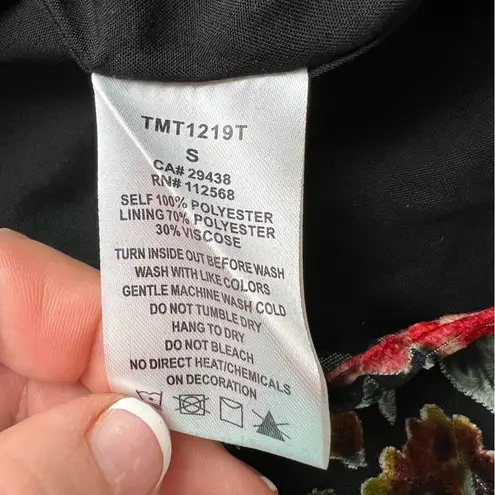 TMT1219T
S
CA# 29438
RN# 112568
SELF 100% POLYESTER
LINING 70% POLYESTER
30% VISCOSE
TURN INSIDE OUT BEFORE WASH
WASH WITH LIKE COLORS
GENTLE MACHINE WASH COLD
DO NOT TUMBLE DRY
HANG TO DRY
DO NOT BLEACH
NO DIRECT HEAT/CHEMICALS
ON DECORATION